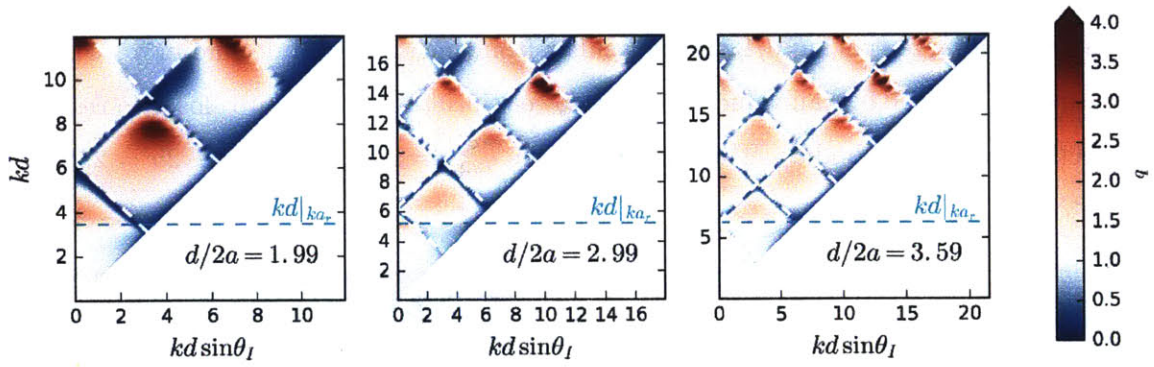 kd
10
8
6
4
2
kd|ka_r
d/2a = 1.99
0 2 4 6 8 10
kd sinθ_I
16
14
12
10
8
6
4
2
kd|ka_r
d/2a = 2.99
0 2 4 6 8 10 12 14 16
kd sinθ_I
20
15
10
5
kd|ka_r
d/2a = 3.59
0 5 10 15 20
kd sinθ_I
4.0
3.5
3.0
2.5
2.0
1.5
1.0
0.5
0.0